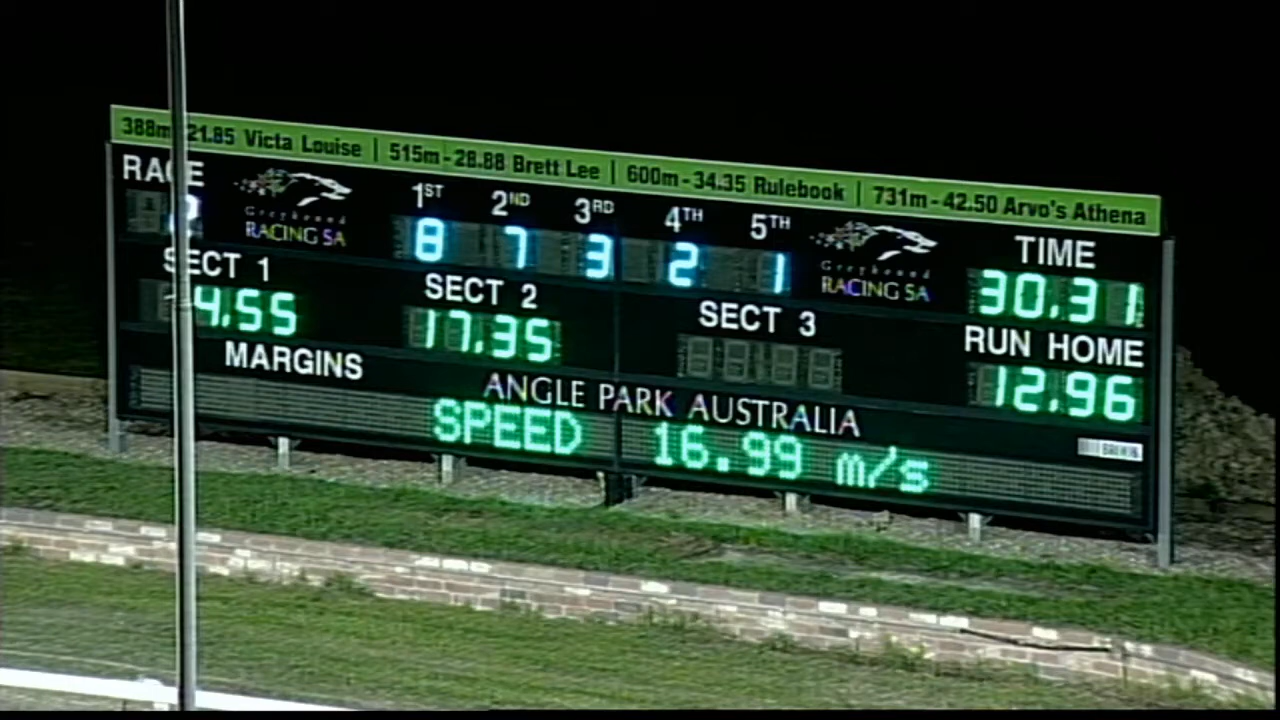 388m-21.85 Victa Louise | 515m-28.88 Brett Lee | 600m-34.35 Rulebook | 731m-42.50 Arvo's Athena
RACE 1ST 2ND 3RD 4TH 5TH TIME
2 Greyhound RACING SA 8 7 3 2 1 Greyhound RACING SA 30.31
SECT 1 SECT 2 SECT 3 RUN HOME
4.55 17.35 12.96
MARGINS ANGLE PARK AUSTRALIA
SPEED 16.99 m/s